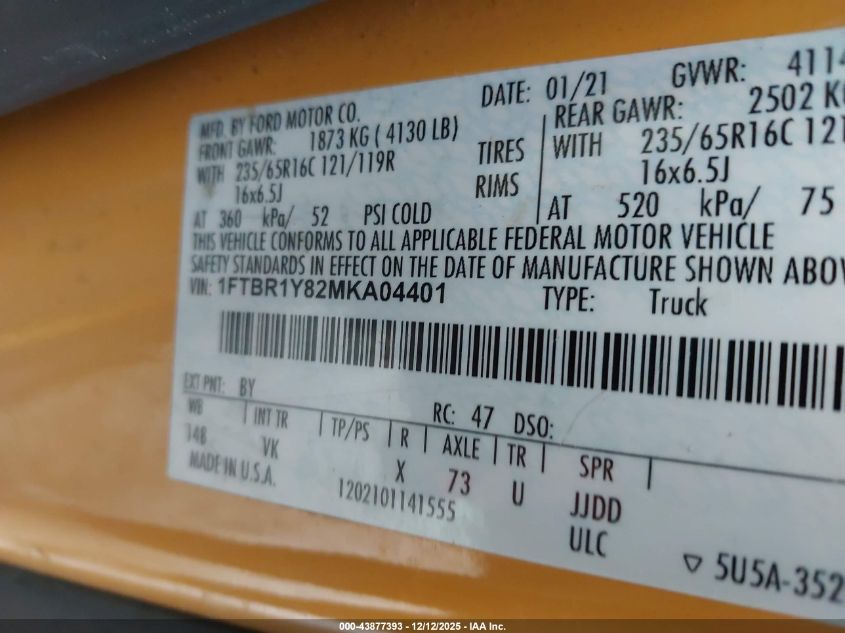 MFD. BY FORD MOTOR CO.
DATE: 01/21 GVWR: 4114
FRONT GAWR: 1873 KG ( 4130 LB)
REAR GAWR: 2502 KG
WITH 235/65R16C 121/119R TIRES
WITH 235/65R16C 121
16x6.5J RIMS
16x6.5J
AT 360 kPa/ 52 PSI COLD
AT 520 kPa/ 75
THIS VEHICLE CONFORMS TO ALL APPLICABLE FEDERAL MOTOR VEHICLE
SAFETY STANDARDS IN EFFECT ON THE DATE OF MANUFACTURE SHOWN ABOV
VIN: 1FTBR1Y82MKA04401 TYPE: Truck
EXT PNT: BY RC: 47 DSO:
WB INT TR TP/PS R AXLE TR SPR
148 VK X 73 U JJDD
MADE IN U.S.A. 1202101141555 ULC
5U5A-352
000-43877393 - 12/12/2025 - IAA Inc.